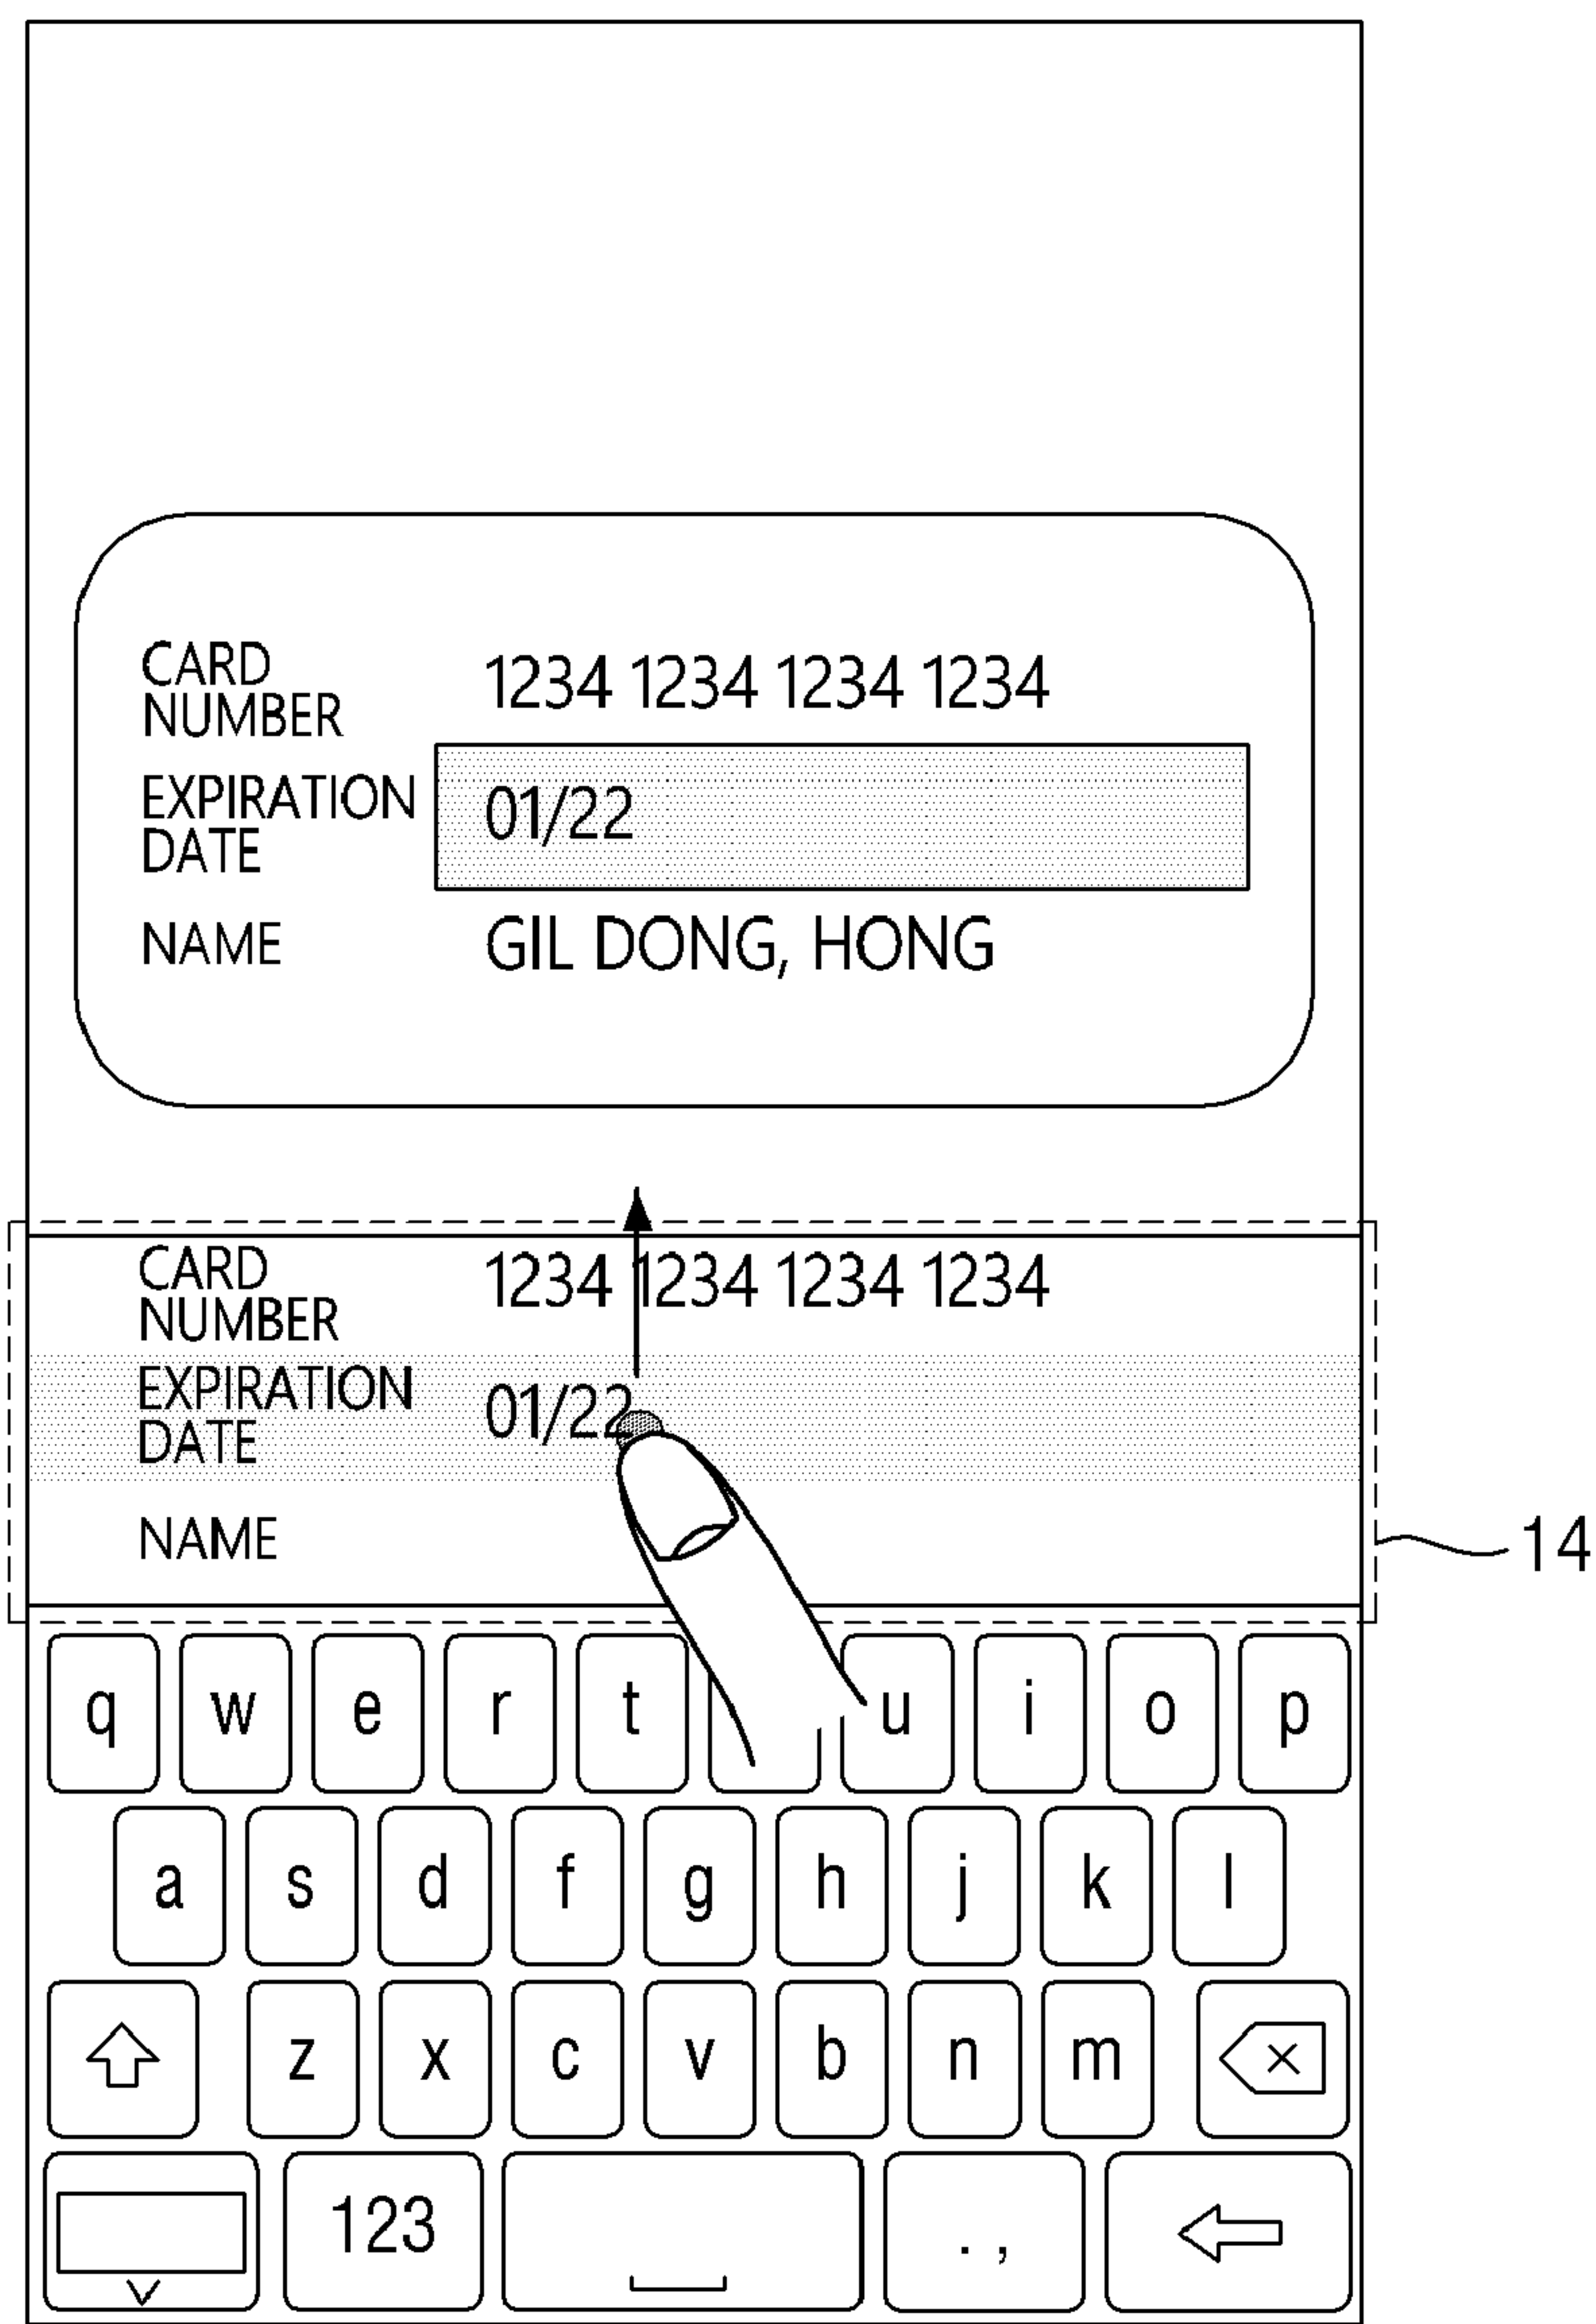 CARD
NUMBER 1234 1234 1234 1234
EXPIRATION
DATE 01/22
NAME GIL DONG, HONG
CARD
NUMBER 1234 1234 1234 1234
EXPIRATION
DATE 01/22
NAME
14
q w e r t u i o p
a s d f g h j k l
z x c v b n m
123 . ,